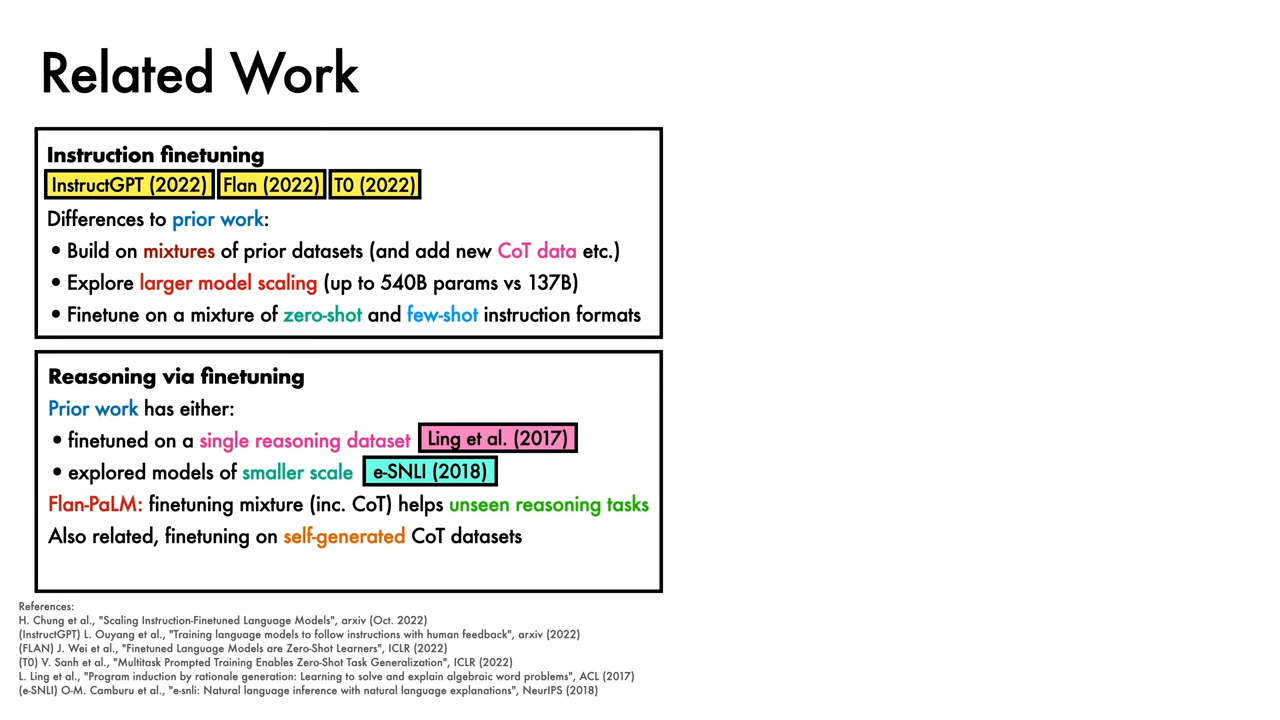 Related Work
Instruction finetuning
InstructGPT (2022) Flan (2022) T0 (2022)
Differences to prior work:
• Build on mixtures of prior datasets (and add new CoT data etc.)
• Explore larger model scaling (up to 540B params vs 137B)
• Finetune on a mixture of zero-shot and few-shot instruction formats
Reasoning via finetuning
Prior work has either:
• finetuned on a single reasoning dataset Ling et al. (2017)
• explored models of smaller scale e-SNLI (2018)
Flan-PaLM: finetuning mixture (inc. CoT) helps unseen reasoning tasks
Also related, finetuning on self-generated CoT datasets
References:
H. Chung et al., "Scaling Instruction-Finetuned Language Models", arxiv (Oct. 2022)
(InstructGPT) L. Ouyang et al., "Training language models to follow instructions with human feedback", arxiv (2022)
(FLAN) J. Wei et al., "Finetuned Language Models are Zero-Shot Learners", ICLR (2022)
(T0) V. Sanh et al., "Multitask Prompted Training Enables Zero-Shot Task Generalization", ICLR (2022)
L. Ling et al., "Program induction by rationale generation: Learning to solve and explain algebraic word problems", ACL (2017)
(e-SNLI) O-M. Camburu et al., "e-snli: Natural language inference with natural language explanations", NeurIPS (2018)